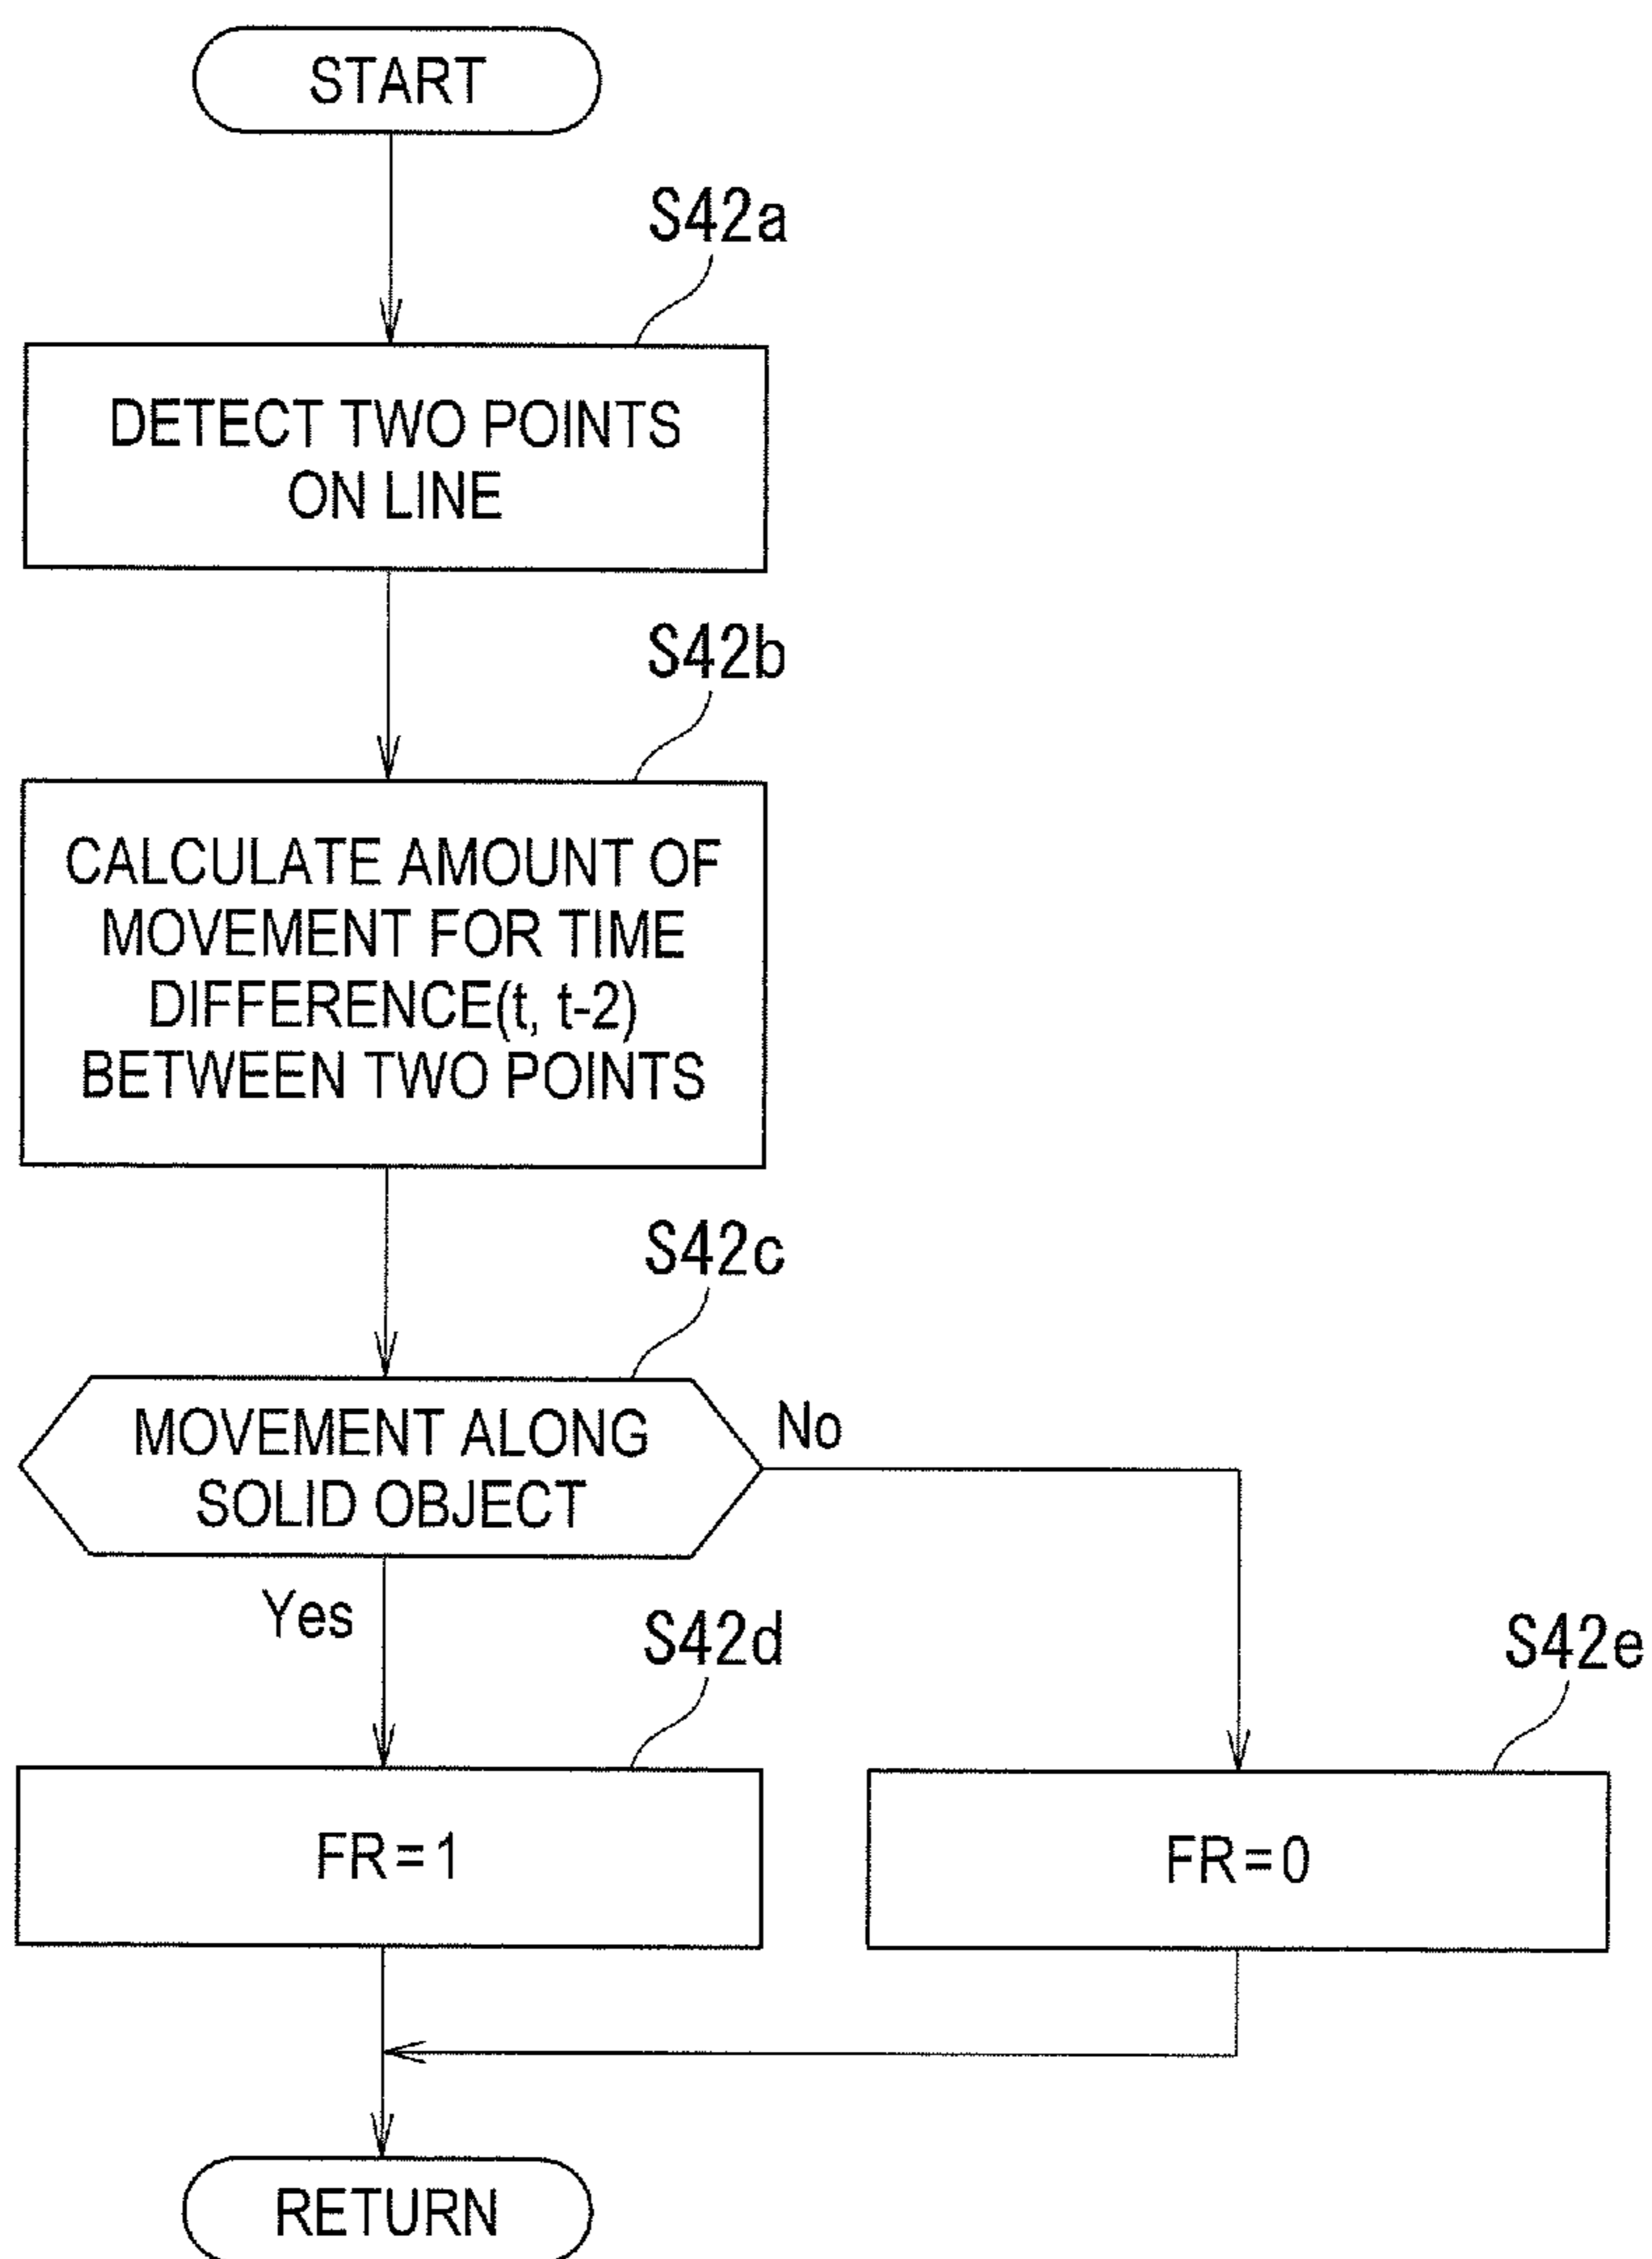 START
S42a
DETECT TWO POINTS
ON LINE
S42b
CALCULATE AMOUNT OF
MOVEMENT FOR TIME
DIFFERENCE(t, t-2)
BETWEEN TWO POINTS
S42c
MOVEMENT ALONG
SOLID OBJECT
No
Yes
S42d
S42e
FR=1
FR=0
RETURN